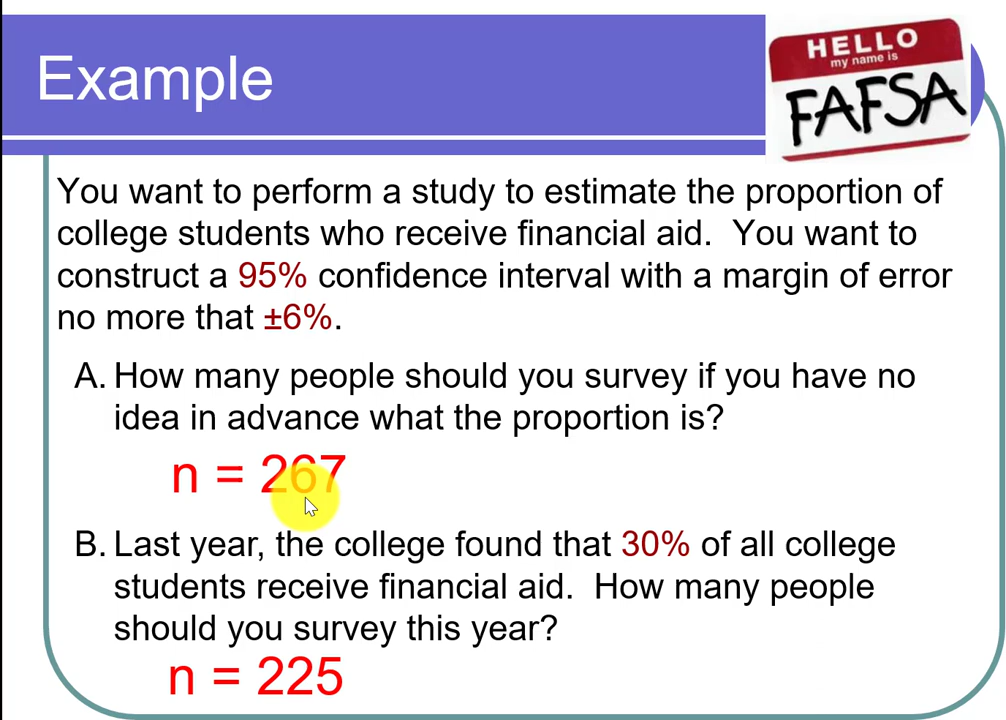 Example
HELLO
my name is
FAFSA
You want to perform a study to estimate the proportion of
college students who receive financial aid.  You want to
construct a 95% confidence interval with a margin of error
no more that ±6%.
A. How many people should you survey if you have no
idea in advance what the proportion is?
n = 267
B. Last year, the college found that 30% of all college
students receive financial aid.  How many people
should you survey this year?
n = 225